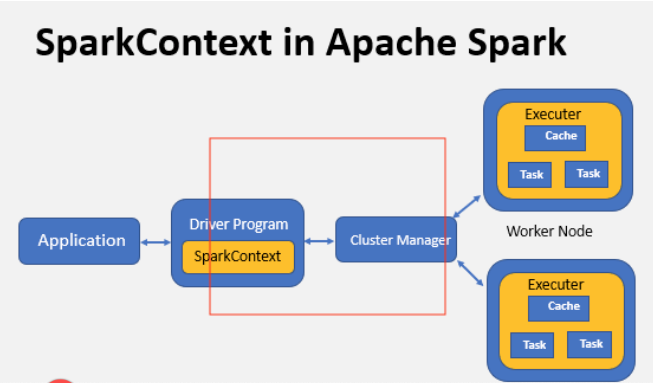 SparkContext in Apache Spark
Executer
Cache
Task Task
Application
Driver Program
SparkContext
Cluster Manager
Worker Node
Executer
Cache
Task Task